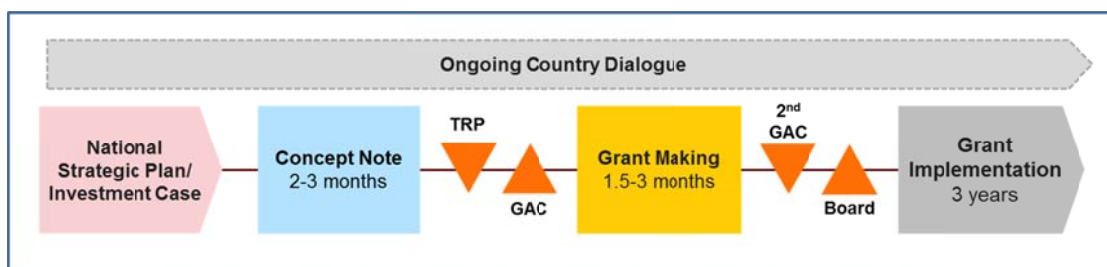 Ongoing Country Dialogue
National
Strategic Plan/
Investment Case
Concept Note
2-3 months
TRP
GAC
Grant Making
1.5-3 months
2nd
GAC
Board
Grant
Implementation
3 years